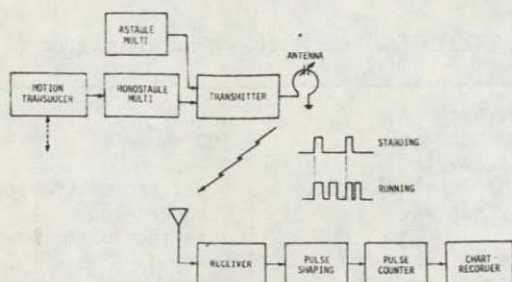 ASTABLE
MULTI
ANTENNA
MOTION
TRANSDUCER
MONOSTABLE
MULTI
TRANSMITTER
STANDING
RUNNING
RECEIVER
PULSE
SHAPING
PULSE
COUNTER
CHART
RECORDER